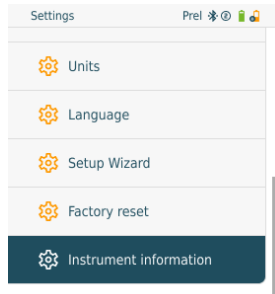 Settings Prel
Units
Language
Setup Wizard
Factory reset
Instrument information